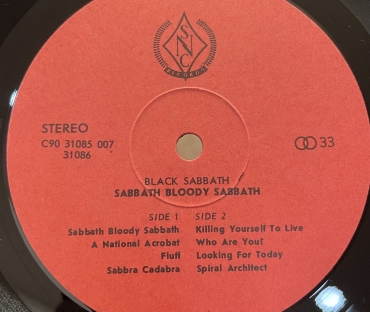 SNC
RECORDS
STEREO
C90 31085 007
31086
33
BLACK SABBATH
SABBATH BLOODY SABBATH
SIDE 1
Sabbath Bloody Sabbath
A National Acrobat
Fluff
Sabbra Cadabra
SIDE 2
Killing Yourself To Live
Who Are You?
Looking For Today
Spiral Architect